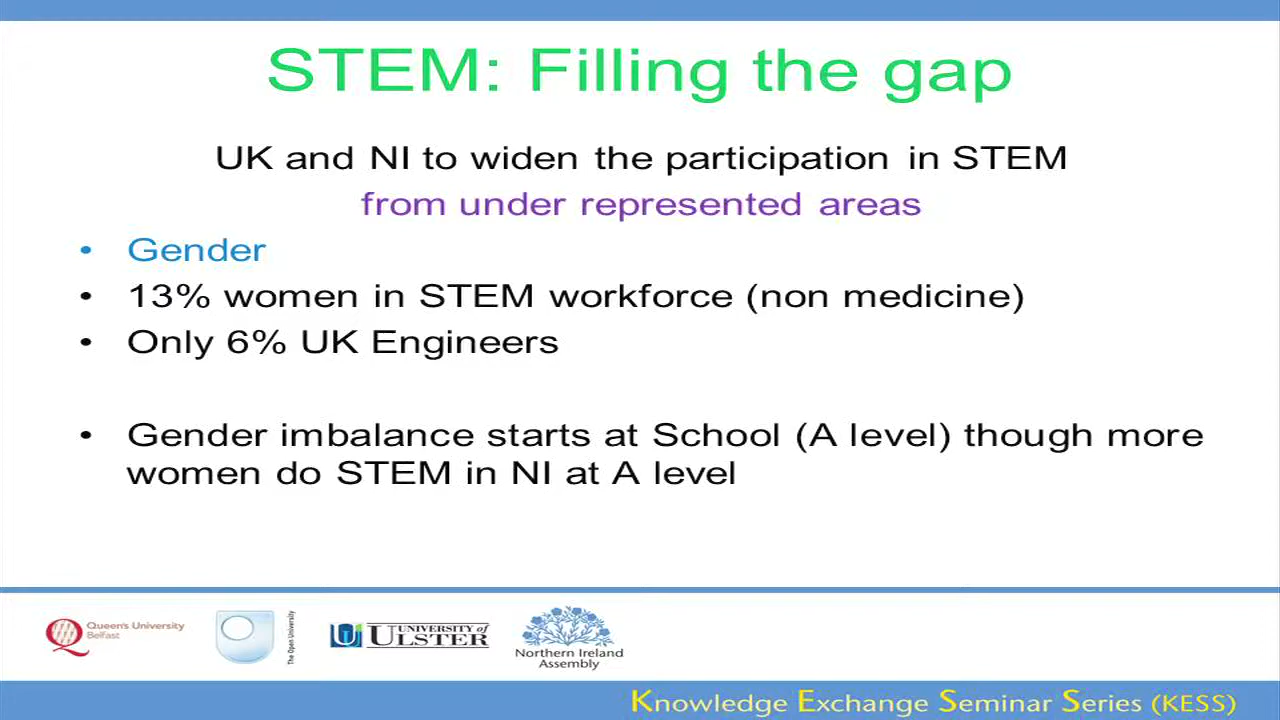 STEM: Filling the gap
UK and NI to widen the participation in STEM
from under represented areas
• Gender
• 13% women in STEM workforce (non medicine)
• Only 6% UK Engineers
• Gender imbalance starts at School (A level) though more
women do STEM in NI at A level
Queen's University
Belfast
The Open University
UNIVERSITY of
ULSTER
Northern Ireland
Assembly
Knowledge Exchange Seminar Series (KESS)